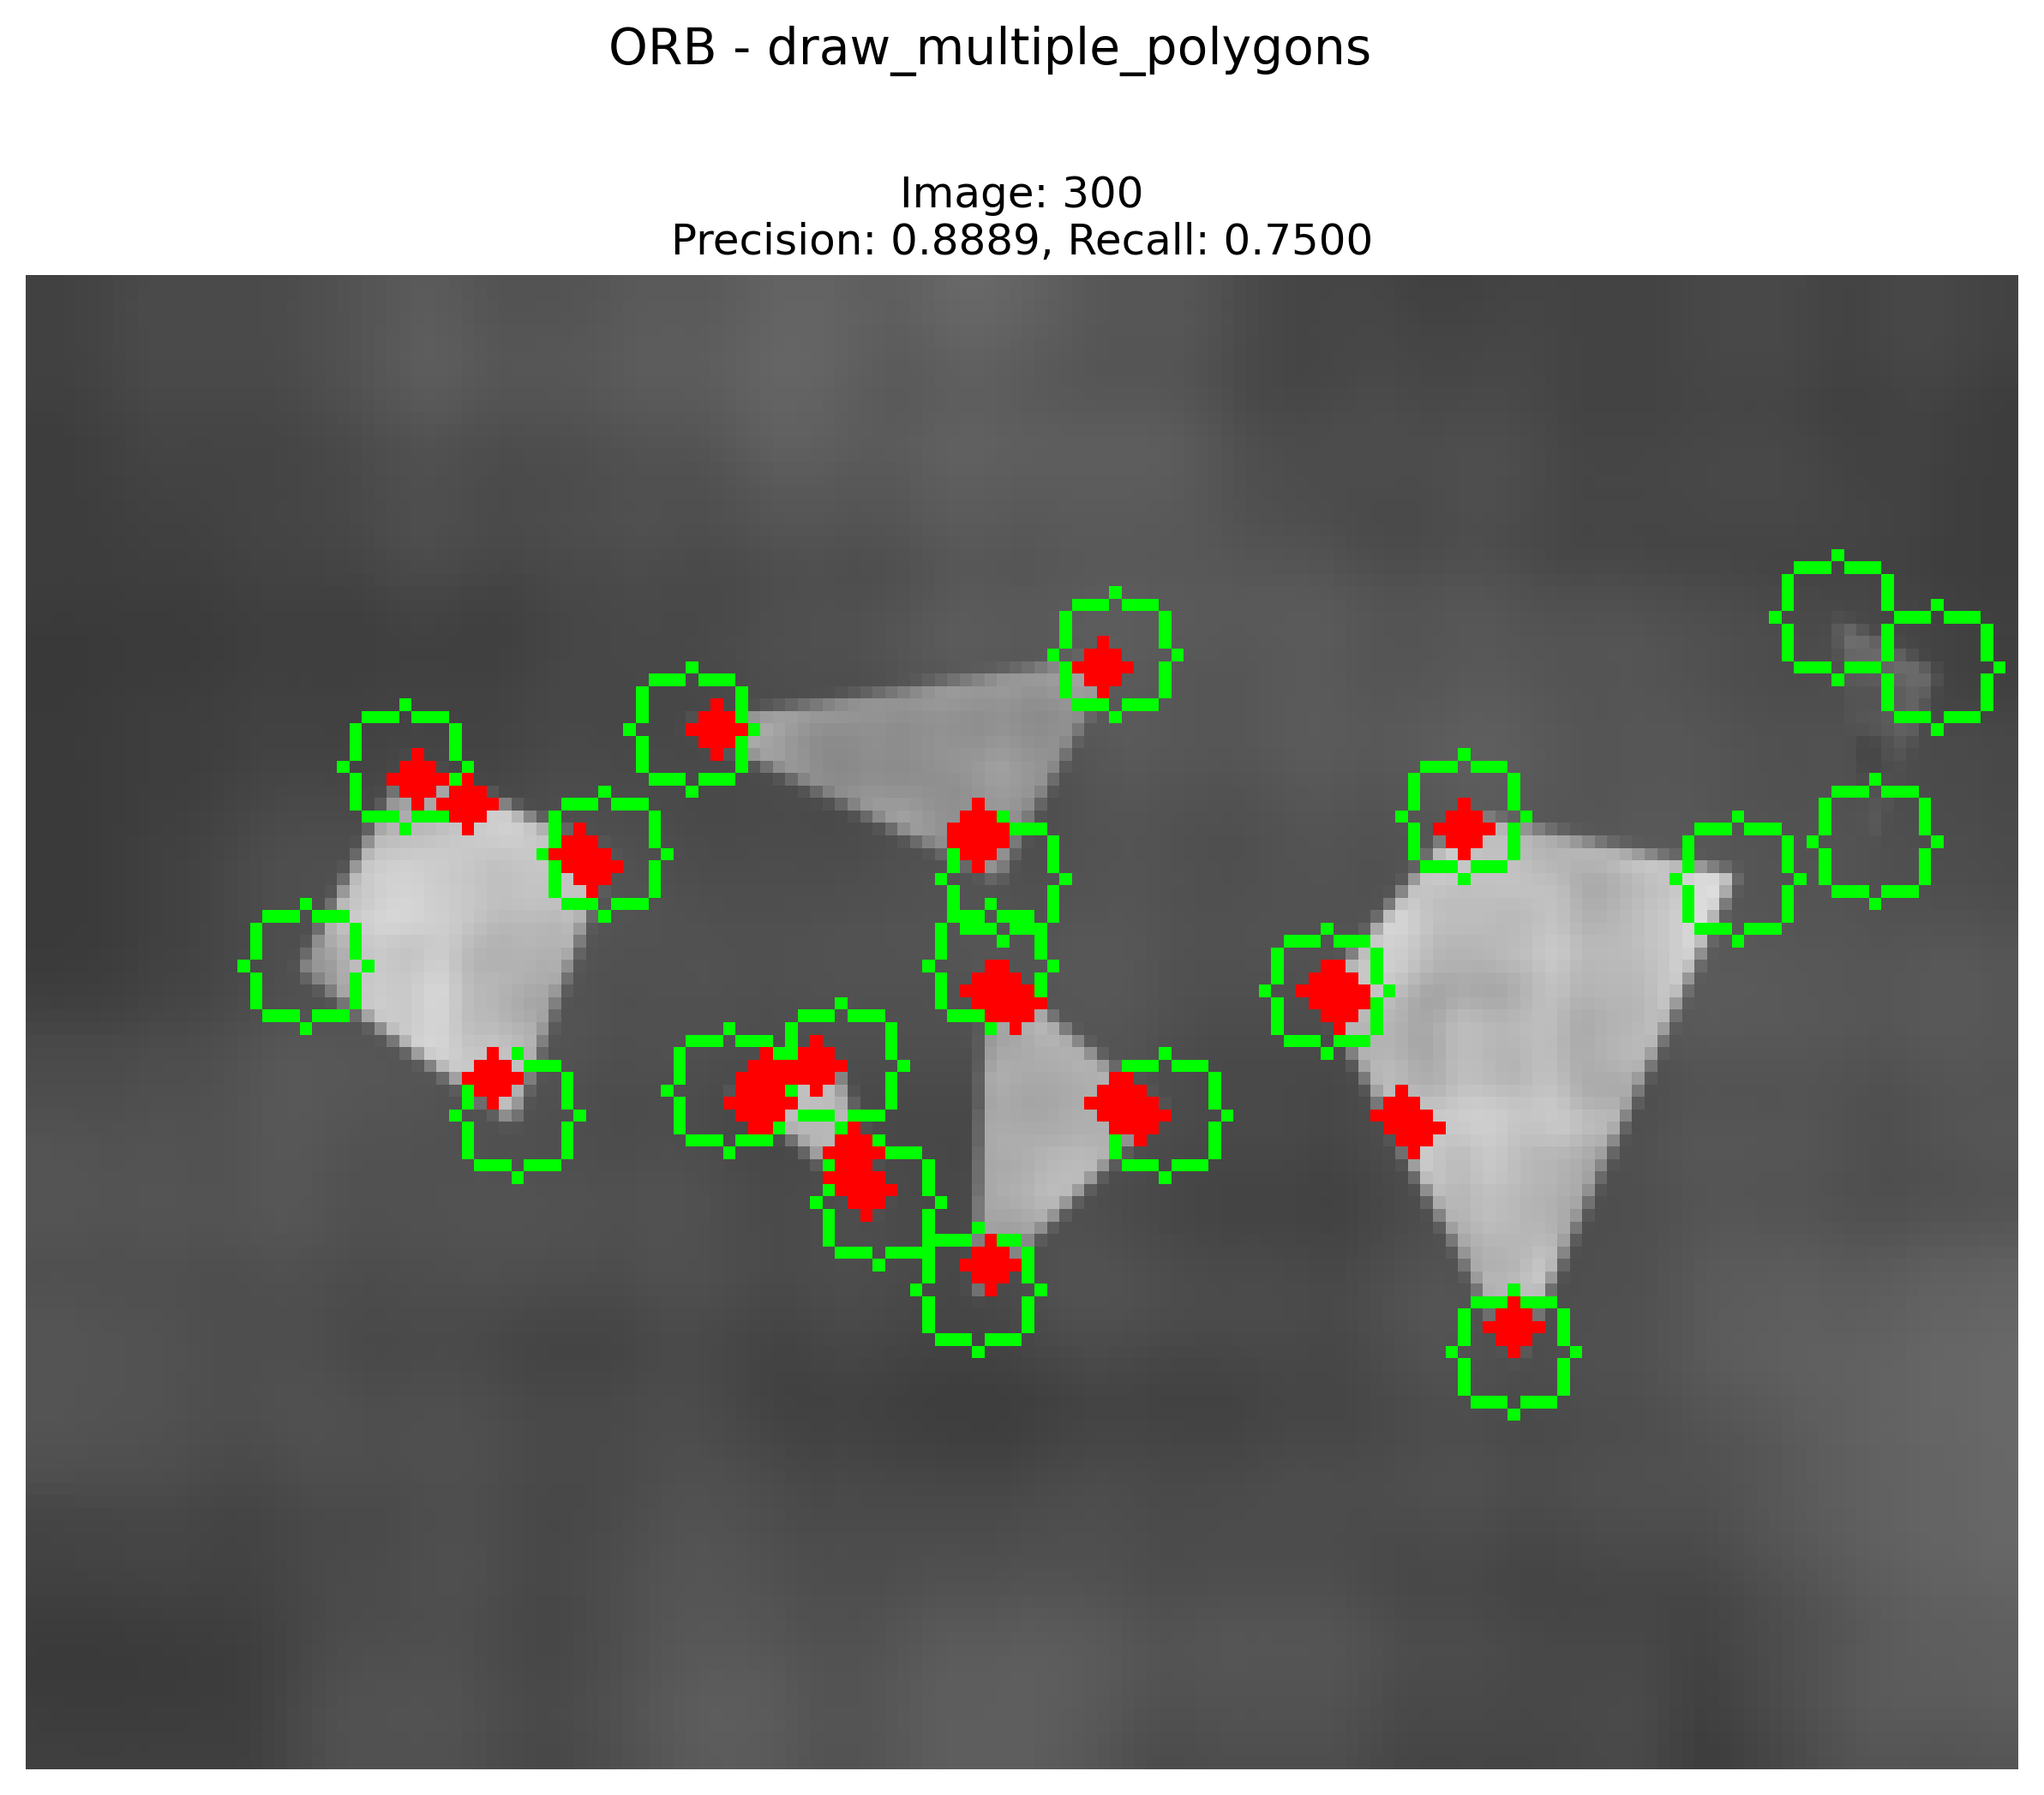 ORB - draw_multiple_polygons
Image: 300
Precision: 0.8889, Recall: 0.7500